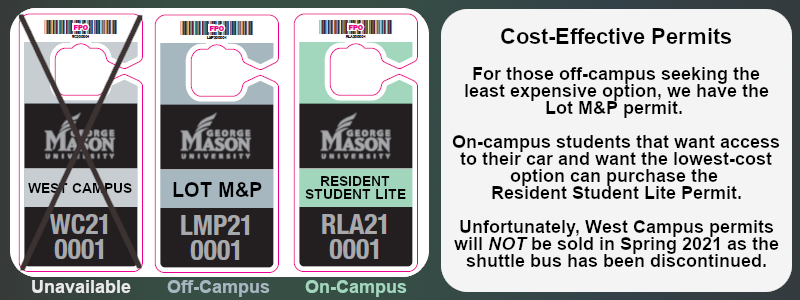 FPO
FPO
FPO
GEORGE
MASON
UNIVERSITY
GEORGE
MASON
UNIVERSITY
GEORGE
MASON
UNIVERSITY
WEST CAMPUS
LOT M&P
RESIDENT
STUDENT LITE
WC21
0001
LMP21
0001
RLA21
0001
Unavailable
Off-Campus
On-Campus
Cost-Effective Permits
For those off-campus seeking the
least expensive option, we have the
Lot M&P permit.
On-campus students that want access
to their car and want the lowest-cost
option can purchase the
Resident Student Lite Permit.
Unfortunately, West Campus permits
will NOT be sold in Spring 2021 as the
shuttle bus has been discontinued.